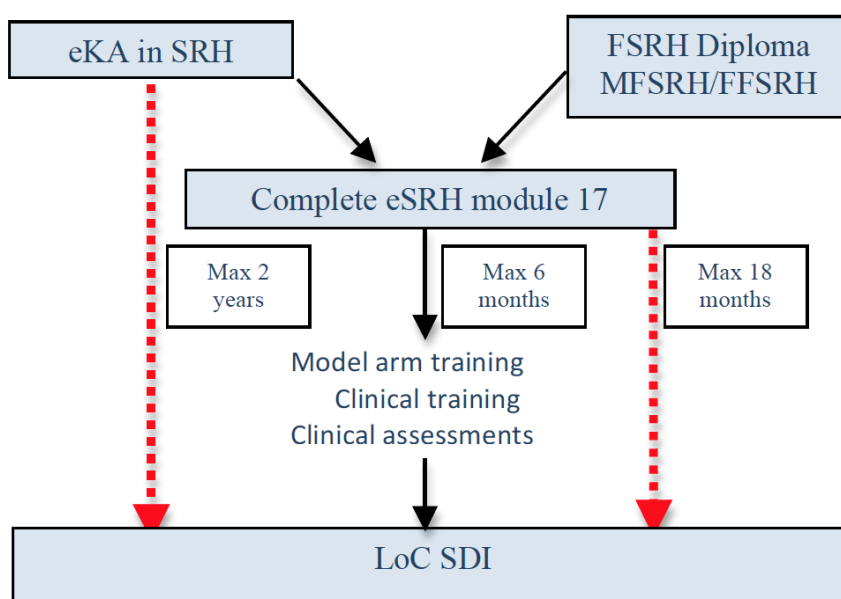 eKA in SRH
FSRH Diploma
MFSRH/FFSRH
Complete eSRH module 17
Max 2
years
Max 6
months
Max 18
months
Model arm training
Clinical training
Clinical assessments
LoC SDI